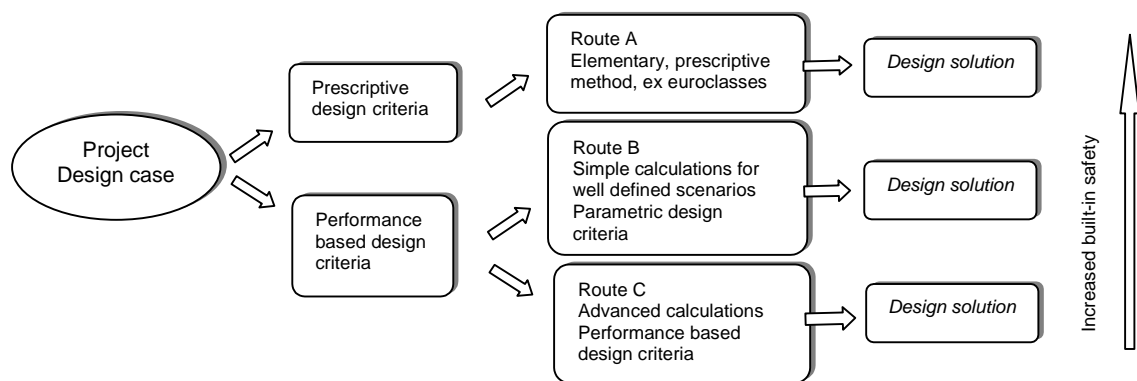 Project
Design case
Prescriptive
design criteria
Performance
based design
criteria
Route A
Elementary, prescriptive
method, ex euroclasses
Route B
Simple calculations for
well defined scenarios
Parametric design
criteria
Route C
Advanced calculations
Performance based
design criteria
Design solution
Design solution
Design solution
Increased built-in safety